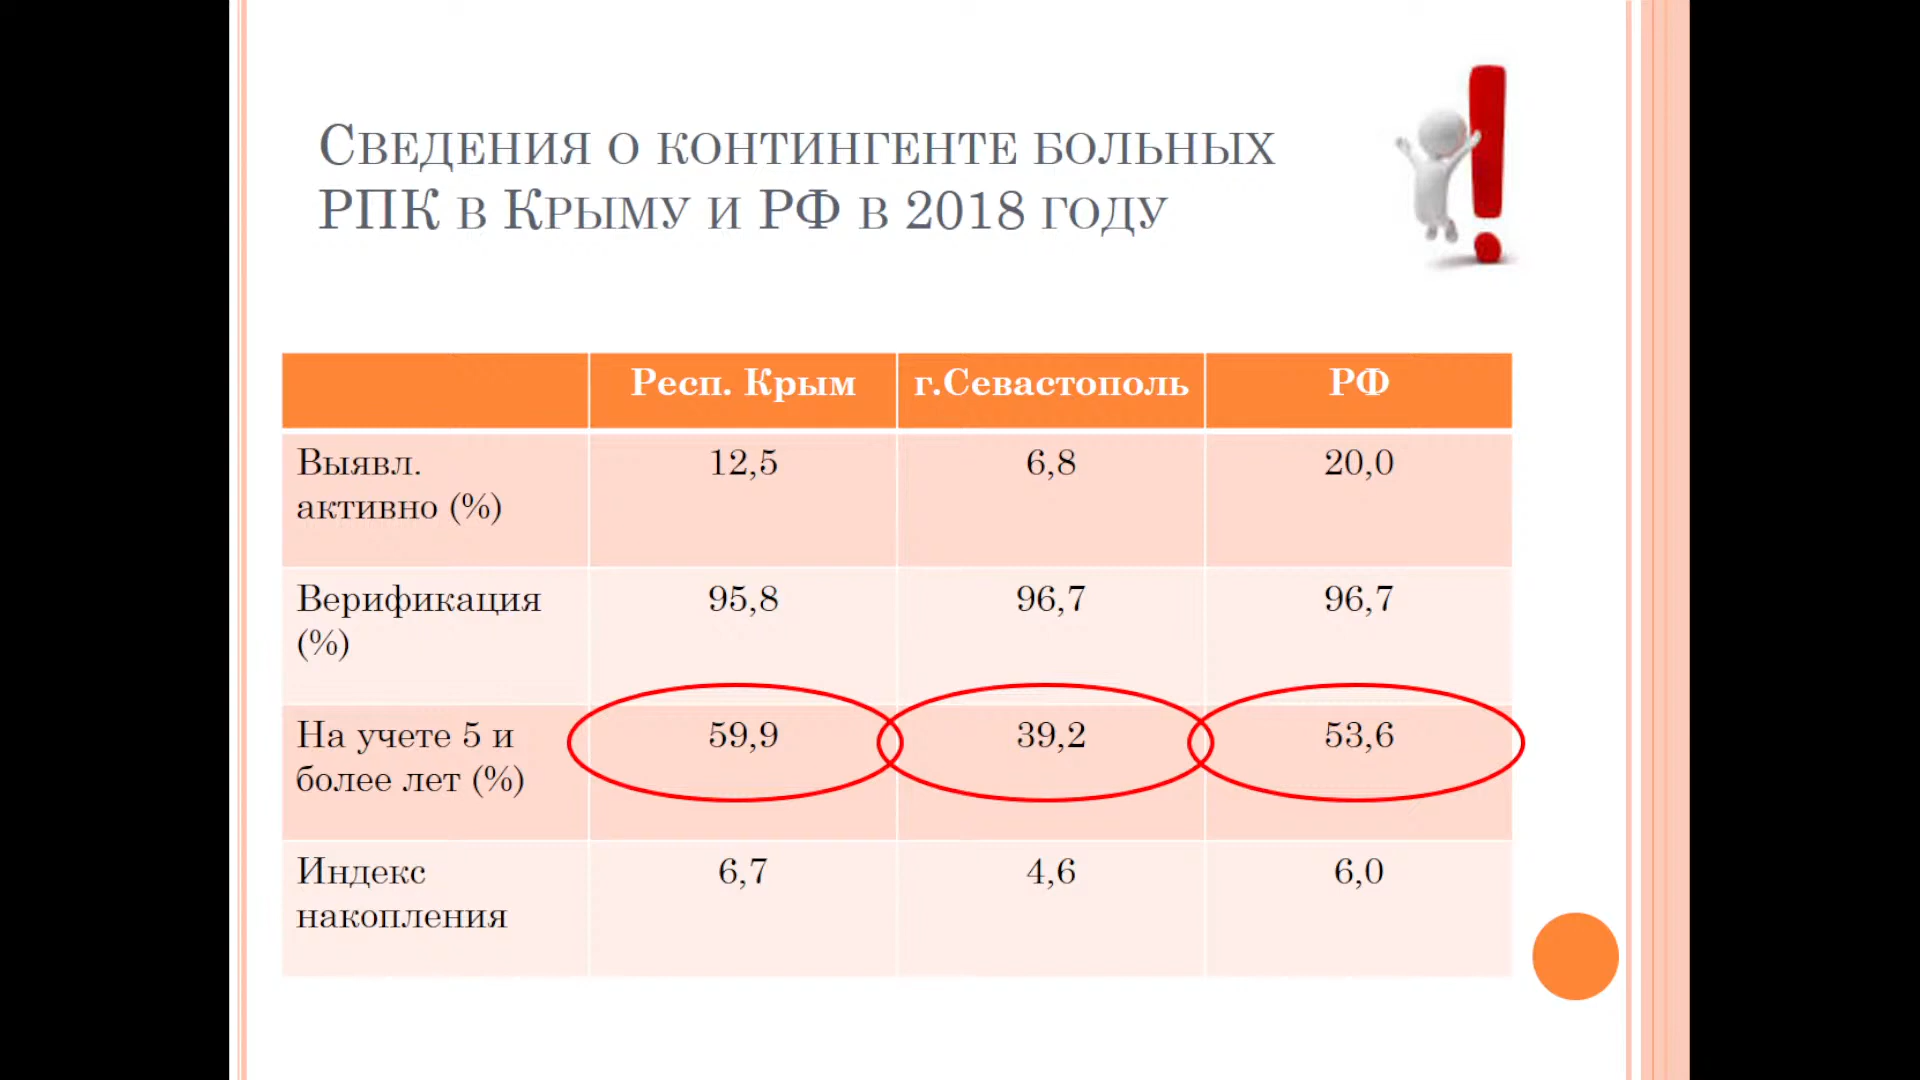 Сведения о контингенте больных
РПК в Крыму и РФ в 2018 году
Респ. Крым г.Севастополь РФ
Выявл.
активно (%) 12,5 6,8 20,0
Верификация
(%) 95,8 96,7 96,7
На учете 5 и
более лет (%) 59,9 39,2 53,6
Индекс
накопления 6,7 4,6 6,0